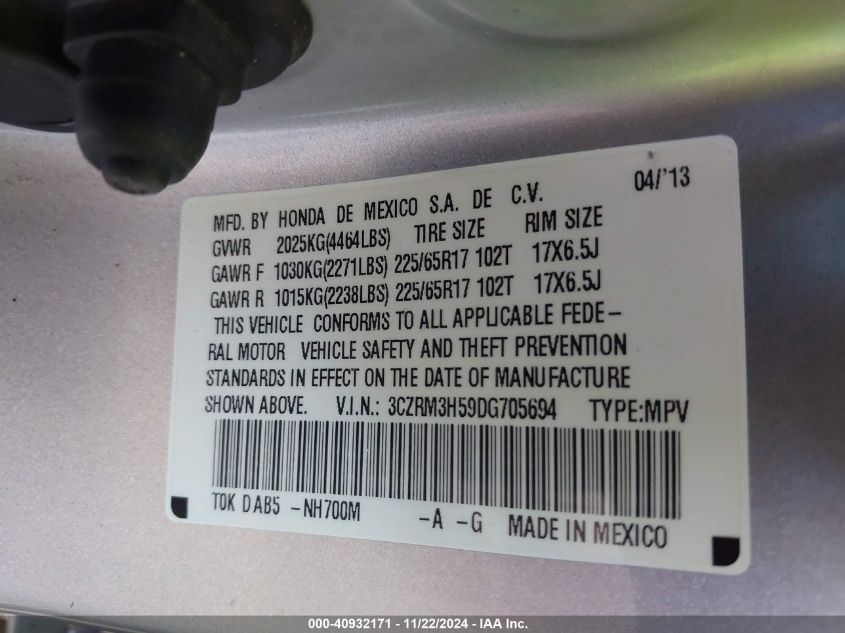 04/'13
MFD. BY HONDA DE MEXICO S.A. DE C.V.
GVWR 2025KG(4464LBS) TIRE SIZE RIM SIZE
GAWR F 1030KG(2271LBS) 225/65R17 102T 17X6.5J
GAWR R 1015KG(2238LBS) 225/65R17 102T 17X6.5J
THIS VEHICLE CONFORMS TO ALL APPLICABLE FEDE-
RAL MOTOR VEHICLE SAFETY AND THEFT PREVENTION
STANDARDS IN EFFECT ON THE DATE OF MANUFACTURE
SHOWN ABOVE. V.I.N.: 3CZRM3H59DG705694 TYPE:MPV
T0K D AB5 -NH700M -A -G MADE IN MEXICO
000-40932171 - 11/22/2024 - IAA Inc.